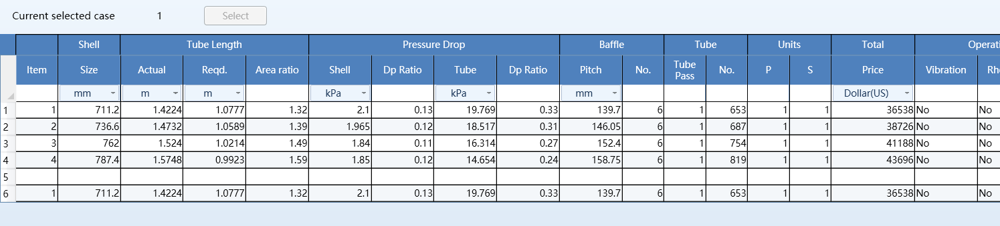 Current selected case 1 Select
Shell Tube Length Pressure Drop Baffle Tube Units Total
Item Size Actual Reqd. Area ratio Shell Dp Ratio Tube Dp Ratio Pitch No. Tube Pass No. P S Price Vibration
mm m m kPa kPa mm Dollar(US)
1 1 711.2 1.4224 1.0777 1.32 2.1 0.13 19.769 0.33 139.7 6 1 653 1 1 36538 No No
2 2 736.6 1.4732 1.0589 1.39 1.965 0.12 18.517 0.31 146.05 6 1 687 1 1 38726 No No
3 3 762 1.524 1.0214 1.49 1.84 0.11 16.314 0.27 152.4 6 1 754 1 1 41188 No No
4 4 787.4 1.5748 0.9923 1.59 1.85 0.12 14.654 0.24 158.75 6 1 819 1 1 43696 No No
5
6 1 711.2 1.4224 1.0777 1.32 2.1 0.13 19.769 0.33 139.7 6 1 653 1 1 36538 No No